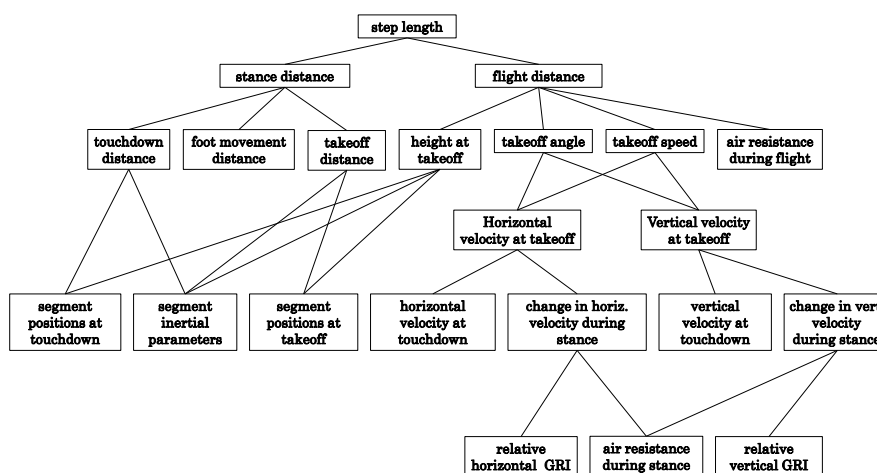 step length
stance distance
flight distance
touchdown
distance
foot movement
distance
takeoff
distance
height at
takeoff
takeoff angle
takeoff speed
air resistance
during flight
Horizontal
velocity at takeoff
Vertical velocity
at takeoff
segment
positions at
touchdown
segment
inertial
parameters
segment
positions at
takeoff
horizontal
velocity at
touchdown
change in horiz.
velocity during
stance
vertical
velocity at
touchdown
change in vert
velocity
during stance
relative
horizontal GRI
air resistance
during stance
relative
vertical GRI